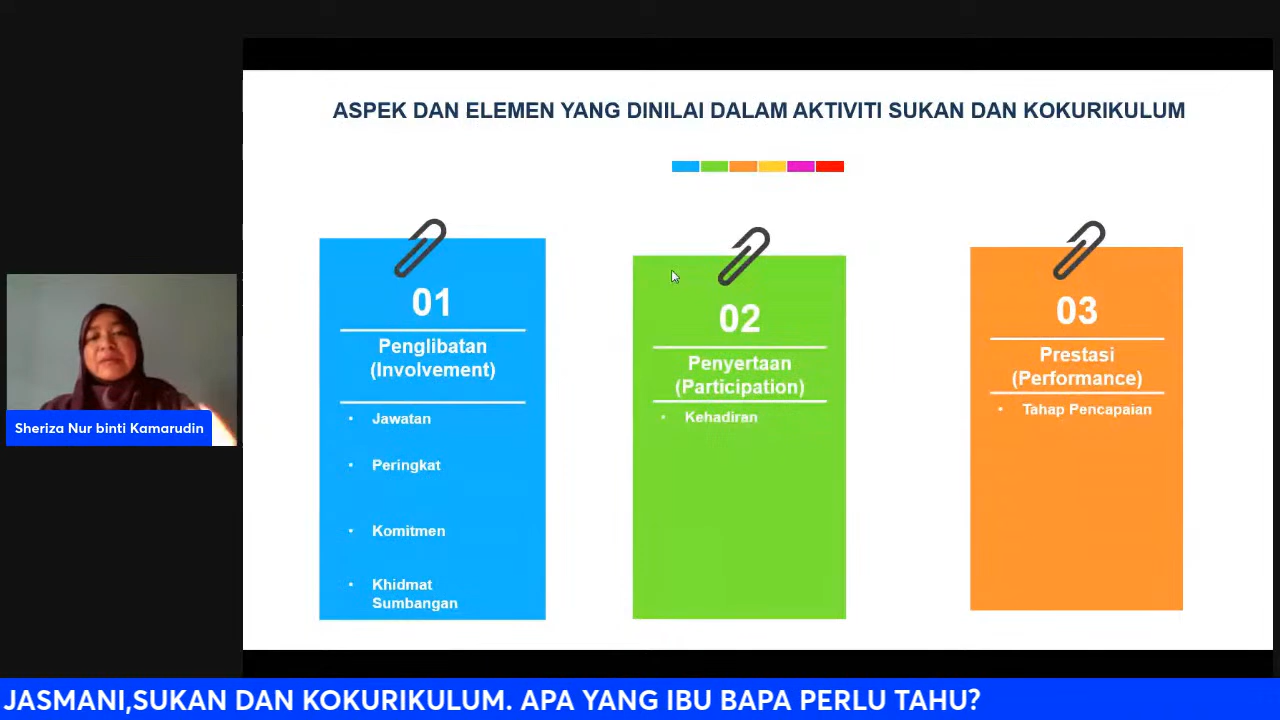 ASPEK DAN ELEMEN YANG DINILAI DALAM AKTIVITI SUKAN DAN KOKURIKULUM
01
Penglibatan
(Involvement)
• Jawatan
• Peringkat
• Komitmen
• Khidmat
Sumbangan
02
Penyertaan
(Participation)
• Kehadiran
03
Prestasi
(Performance)
• Tahap Pencapaian
Sheriza Nur binti Kamarudin
JASMANI,SUKAN DAN KOKURIKULUM. APA YANG IBU BAPA PERLU TAHU?